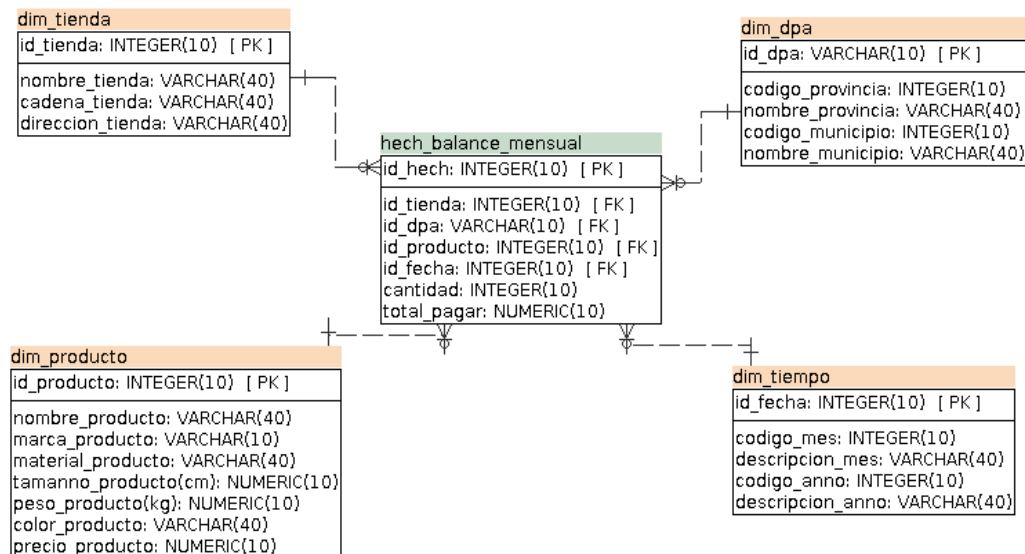 dim_tienda
id_tienda: INTEGER(10) [ PK ]
nombre_tienda: VARCHAR(40)
cadena_tienda: VARCHAR(40)
direccion_tienda: VARCHAR(40)
dim_dpa
id_dpa: VARCHAR(10) [ PK ]
codigo_provincia: INTEGER(10)
nombre_provincia: VARCHAR(40)
codigo_municipio: INTEGER(10)
nombre_municipio: VARCHAR(40)
hech_balance_mensual
id_hech: INTEGER(10) [ PK ]
id_tienda: INTEGER(10) [ FK ]
id_dpa: VARCHAR(10) [ FK ]
id_producto: INTEGER(10) [ FK ]
id_fecha: INTEGER(10) [ FK ]
cantidad: INTEGER(10)
total_pagar: NUMERIC(10)
dim_producto
id_producto: INTEGER(10) [ PK ]
nombre_producto: VARCHAR(40)
marca_producto: VARCHAR(10)
material_producto: VARCHAR(40)
tamanno_producto(cm): NUMERIC(10)
peso_producto(kg): NUMERIC(10)
color_producto: VARCHAR(40)
precio_producto: NUMERIC(10)
dim_tiempo
id_fecha: INTEGER(10) [ PK ]
codigo_mes: INTEGER(10)
descripcion_mes: VARCHAR(40)
codigo_anno: INTEGER(10)
descripcion_anno: VARCHAR(40)